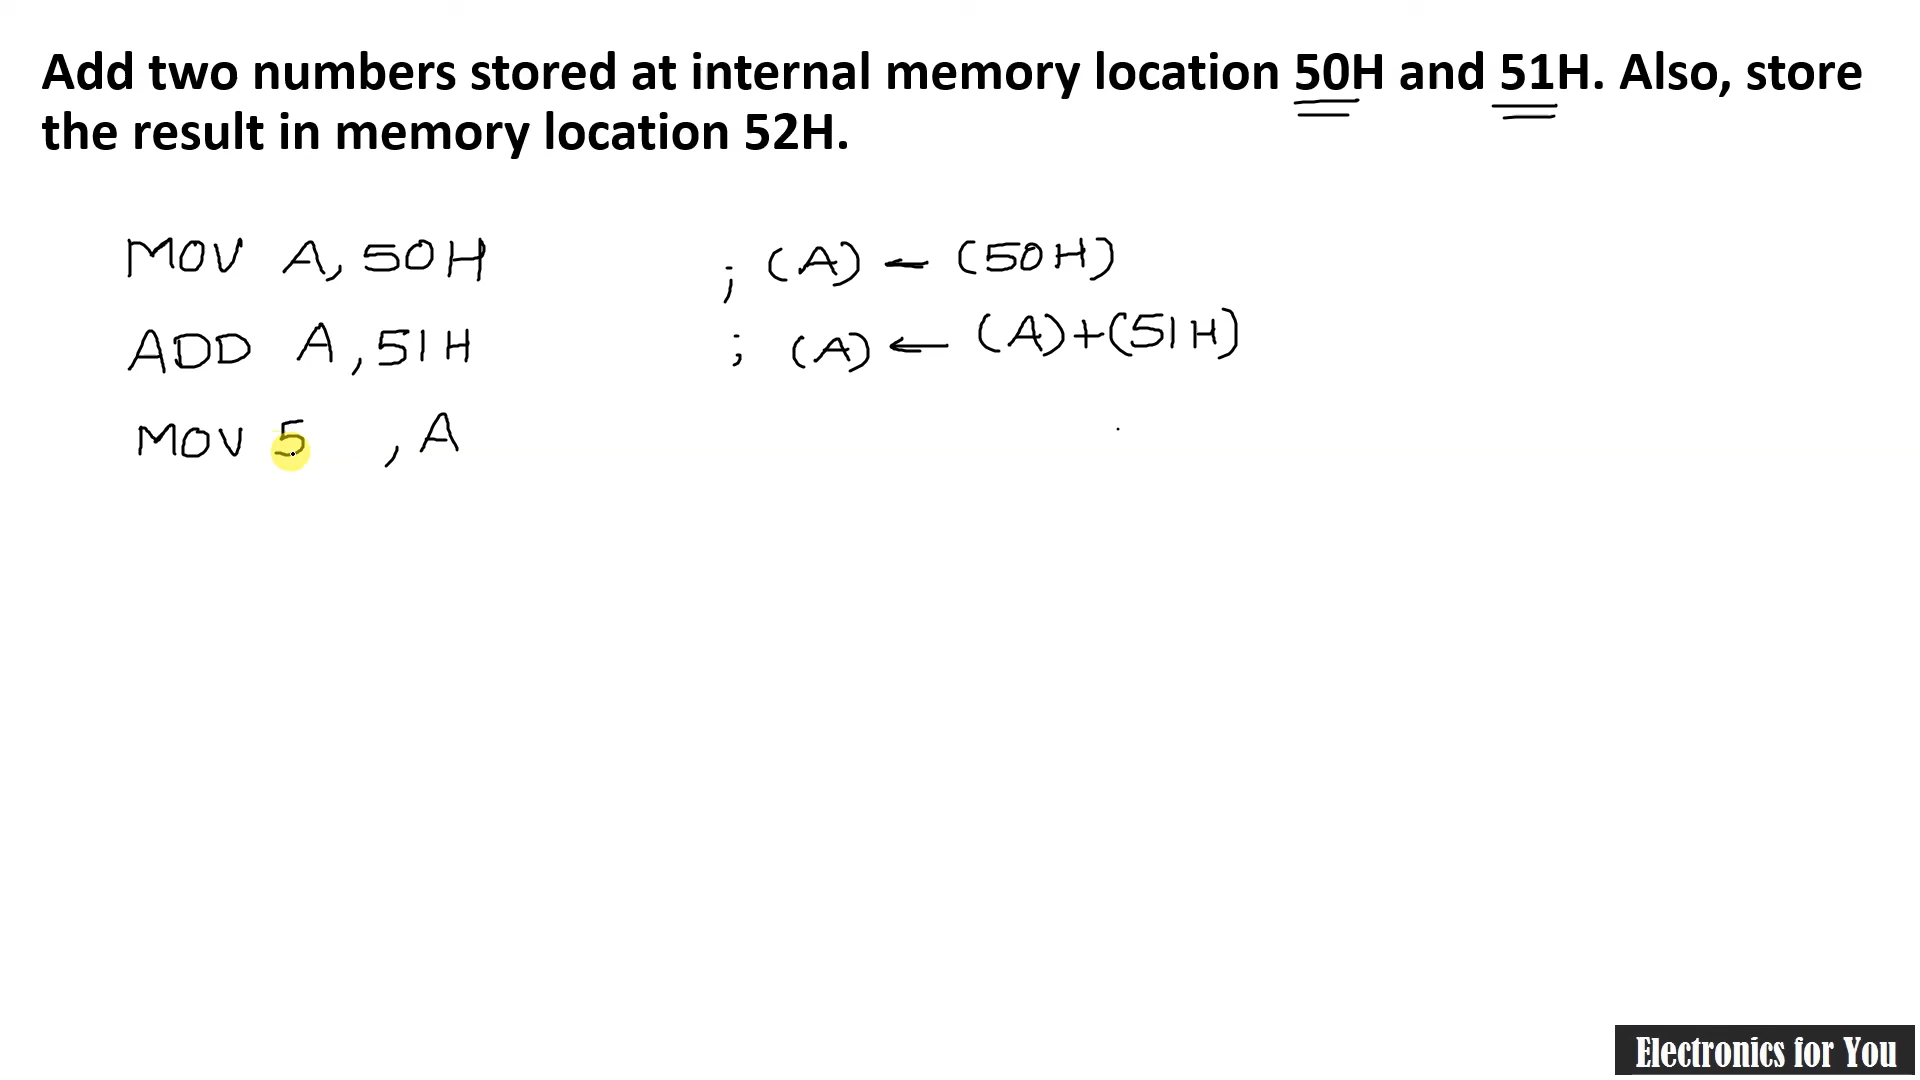 Add two numbers stored at internal memory location 50H and 51H. Also, store
the result in memory location 52H.
MOV A, 50H ; (A) ← (50H)
ADD A, 51H ; (A) ← (A)+(51H)
MOV 5 , A
Electronics for You